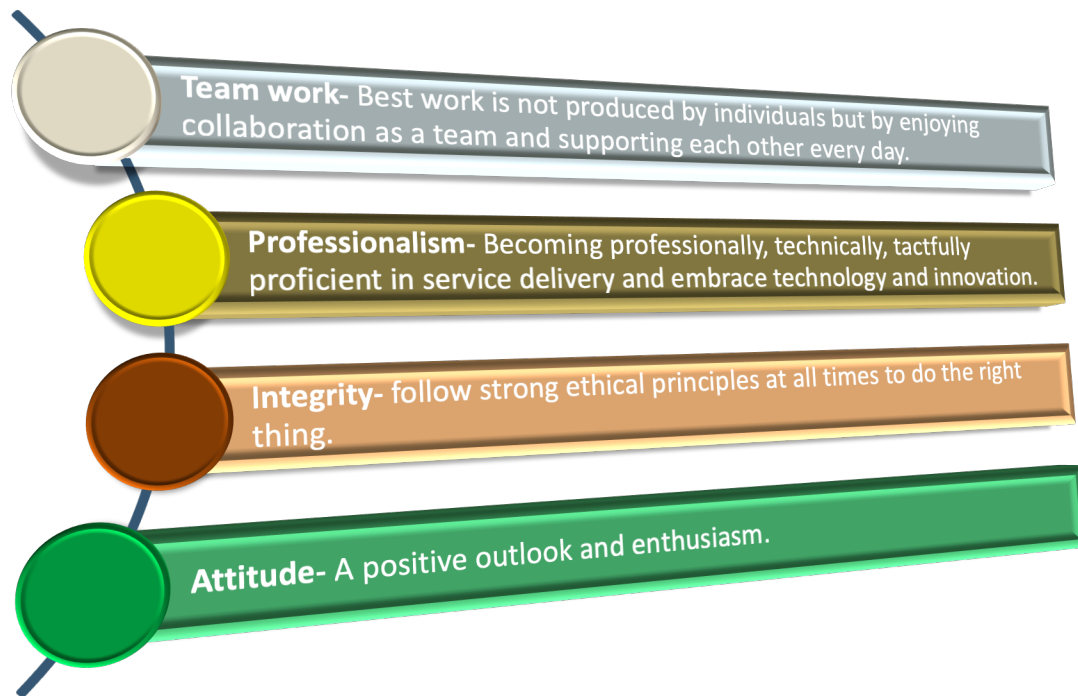 Team work- Best work is not produced by individuals but by enjoying
collaboration as a team and supporting each other every day.
Professionalism- Becoming professionally, technically, tactfully
proficient in service delivery and embrace technology and innovation.
Integrity- follow strong ethical principles at all times to do the right
thing.
Attitude- A positive outlook and enthusiasm.